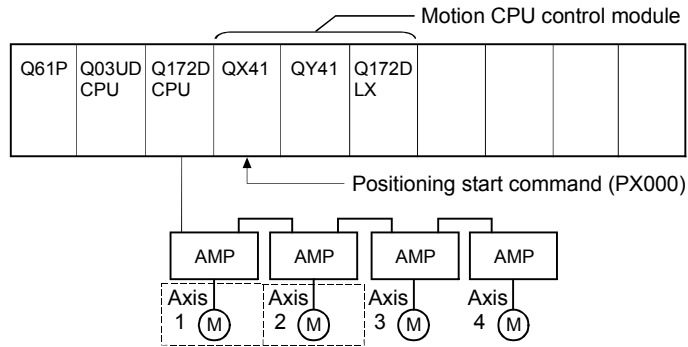 Motion CPU control module
Q61P Q03UD Q172D QX41 QY41 Q172D
CPU CPU LX
Positioning start command (PX000)
AMP AMP AMP AMP
Axis Axis Axis Axis
1 M 2 M 3 M 4 M